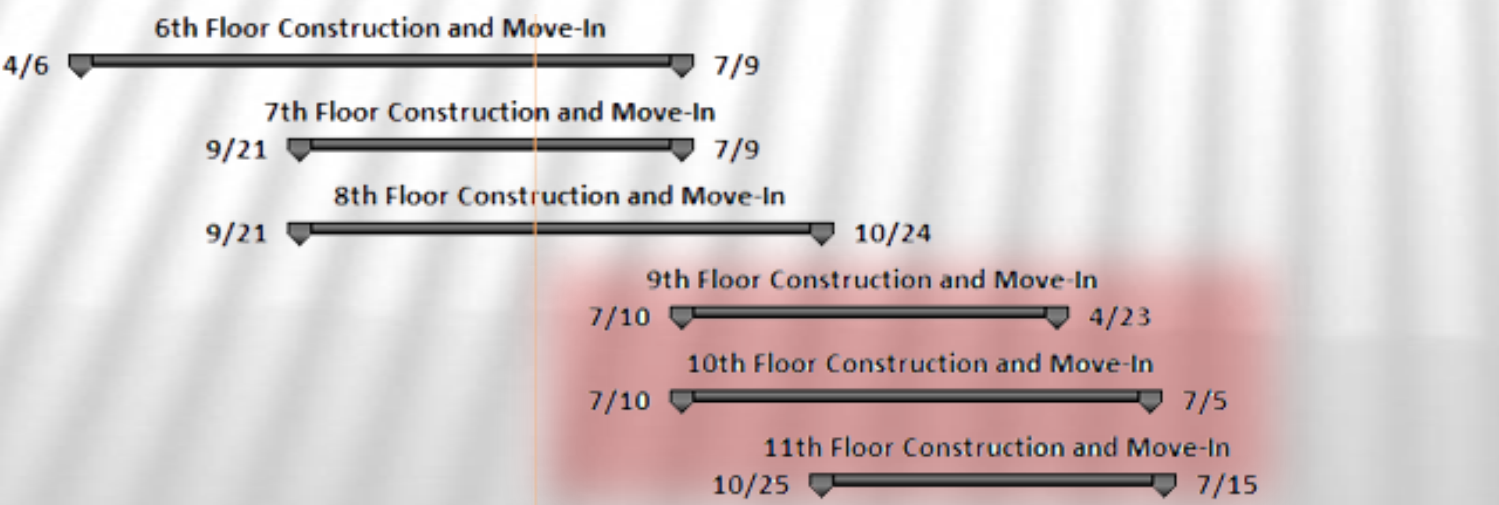 6th Floor Construction and Move-In
4/6 7/9
7th Floor Construction and Move-In
9/21 7/9
8th Floor Construction and Move-In
9/21 10/24
9th Floor Construction and Move-In
7/10 4/23
10th Floor Construction and Move-In
7/10 7/5
11th Floor Construction and Move-In
10/25 7/15